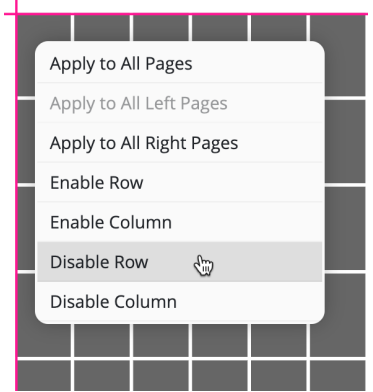 Apply to All Pages
Apply to All Left Pages
Apply to All Right Pages
Enable Row
Enable Column
Disable Row
Disable Column